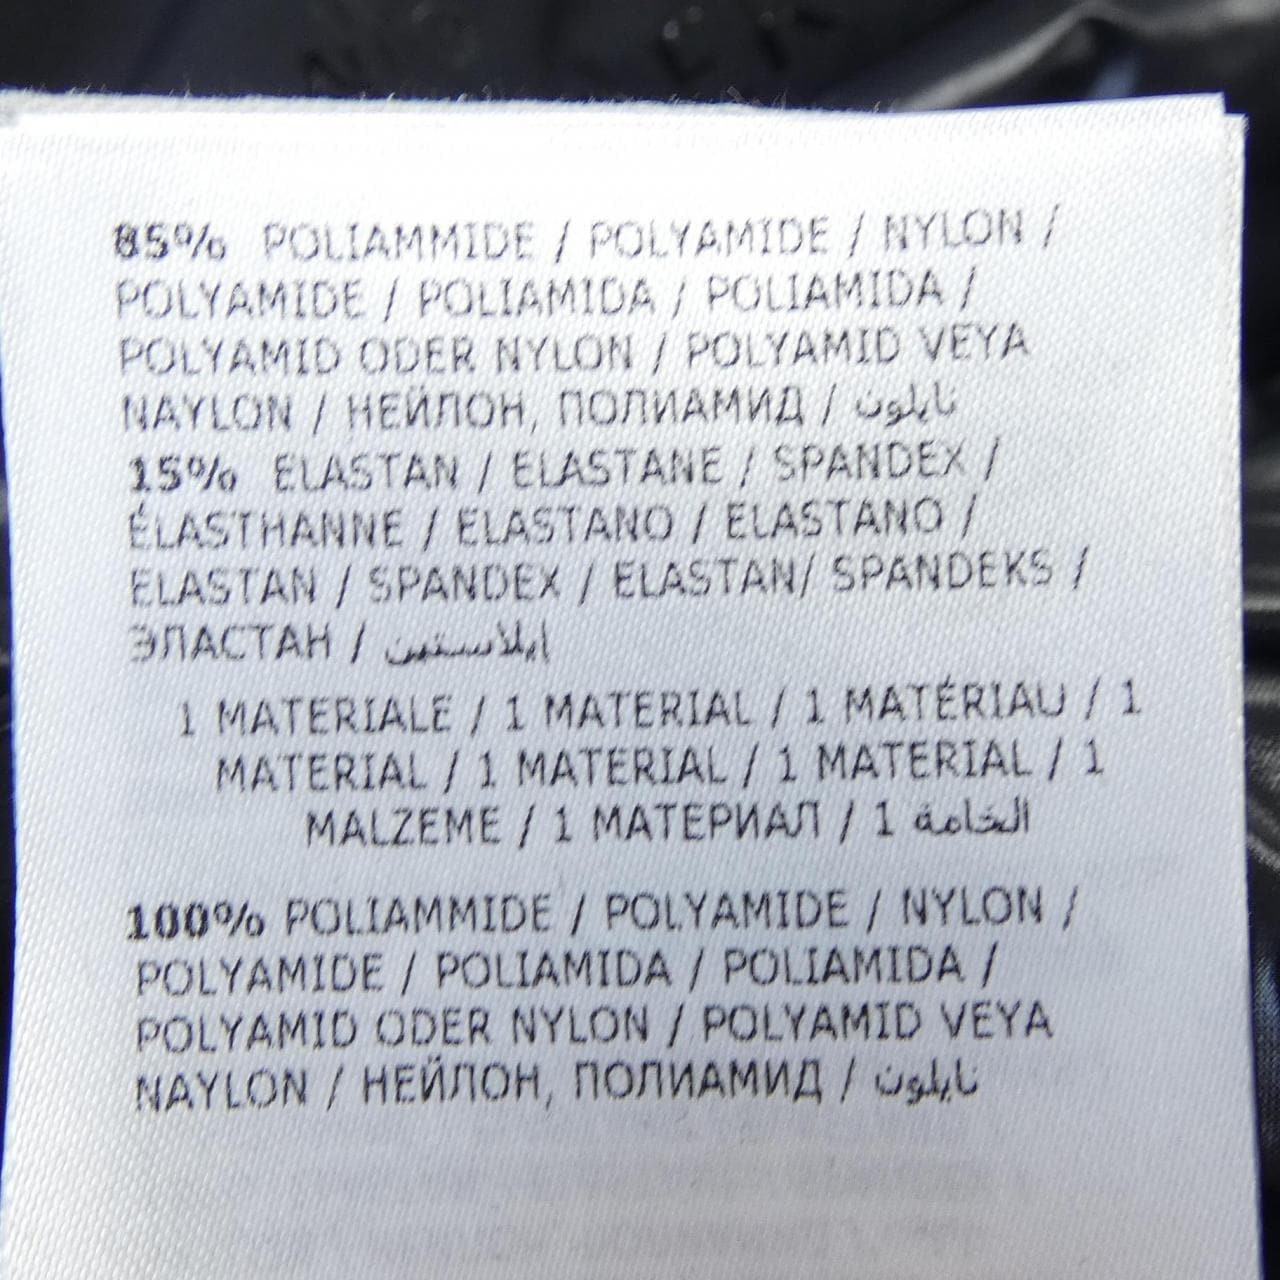 85% POLIAMMIDE / POLYAMIDE / NYLON /
POLYAMIDE / POLIAMIDA / POLIAMIDA /
POLYAMID ODER NYLON / POLYAMID VEYA
NAYLON / НЕЙЛОН, ПОЛИАМИД / نايلون
15% ELASTAN / ELASTANE / SPANDEX /
ÉLASTHANNE / ELASTANO / ELASTANO /
ELASTAN / SPANDEX / ELASTAN/ SPANDEKS /
ЭЛАСТАН / ايلاستين
1 MATERIALE / 1 MATERIAL / 1 MATÉRIAU / 1
MATERIAL / 1 MATERIAL / 1 MATERIAL / 1
MALZEME / 1 МАТЕРИАЛ / 1 الخامة
100% POLIAMMIDE / POLYAMIDE / NYLON /
POLYAMIDE / POLIAMIDA / POLIAMIDA /
POLYAMID ODER NYLON / POLYAMID VEYA
NAYLON / НЕЙЛОН, ПОЛИАМИД / نايلون